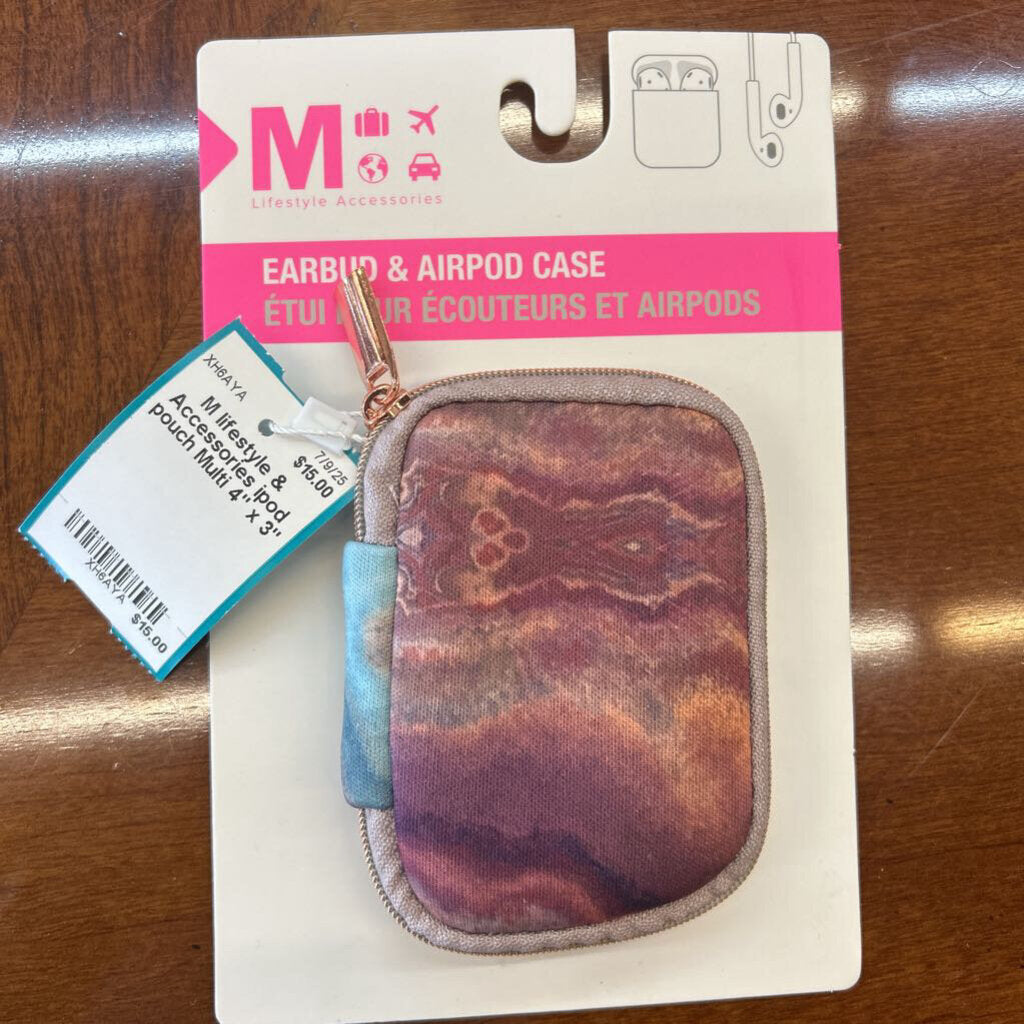 M
Lifestyle Accessories
EARBUD & AIRPOD CASE
ÉTUI UR ÉCOUTEURS ET AIRPODS
XH6AYA
7/9/25
$15.00
M lifestyle &
Accessories ipod
pouch Multi 4" x 3"
XH6AYA
$15.00